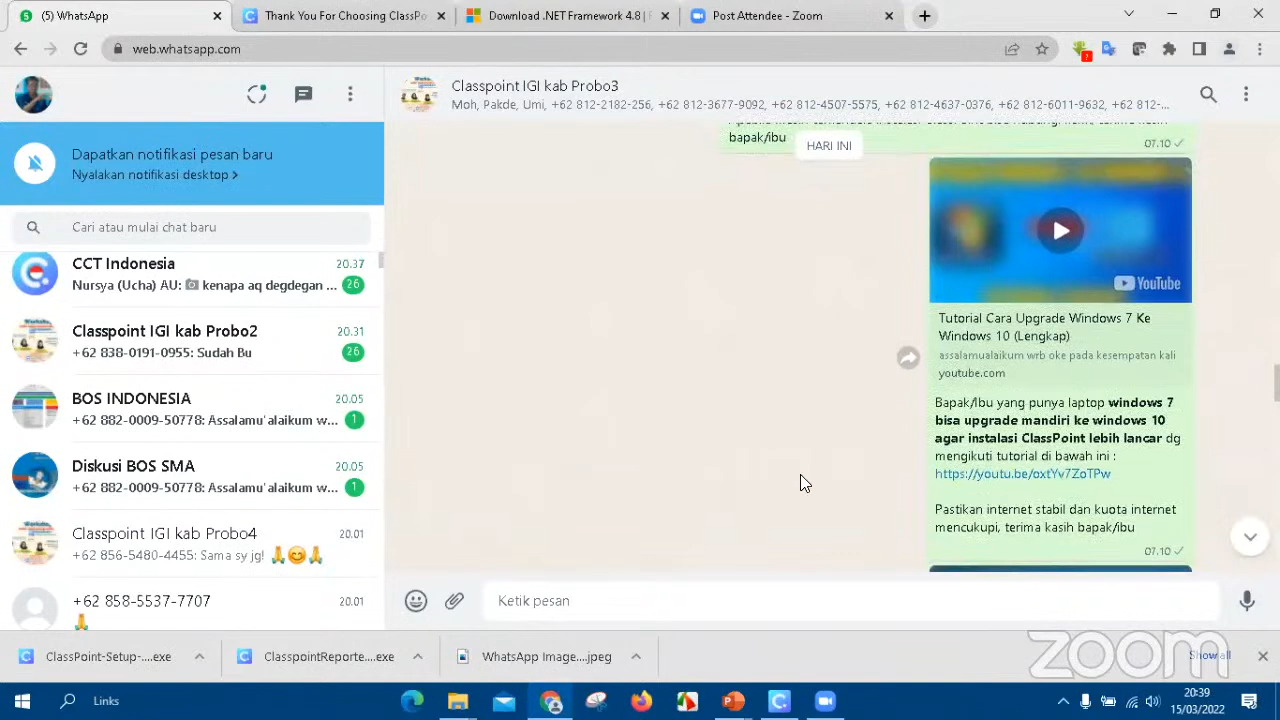 (5) WhatsApp
Thank You For Choosing ClassPo
Download .NET Framework 4.8 | F
Post Attendee - Zoom
web.whatsapp.com
?
Dapatkan notifikasi pesan baru
Nyalakan notifikasi desktop >
Cari atau mulai chat baru
CCT Indonesia 20.37
Nursya (Ucha) AU: 📷 kenapa aq degdegan ... 26
Classpoint IGI kab Probo2 20.31
+62 838-0191-0955: Sudah Bu 26
BOS INDONESIA 20.05
+62 882-0009-50778: Assalamu'alaikum w... 1
Diskusi BOS SMA 20.05
+62 882-0009-50778: Assalamu'alaikum w... 1
Classpoint IGI kab Probo4 20.01
+62 856-5480-4455: Sama sy jg! 🙏😊🙏
+62 858-5537-7707 20.01
🙏
Classpoint IGI kab Probo3
Moh, Pakde, Umi, +62 812-2182-256, +62 812-3677-9092, +62 812-4507-5575, +62 812-4637-0376, +62 812-6011-9632, +62 812-...
bapak/ibu
07.10
HARI INI
YouTube
Tutorial Cara Upgrade Windows 7 Ke
Windows 10 (Lengkap)
assalamualaikum wrb oke pada kesempatan kali
youtube.com
Bapak/Ibu yang punya laptop windows 7
bisa upgrade mandiri ke windows 10
agar instalasi ClassPoint lebih lancar dg
mengikuti tutorial di bawah ini :
https://youtu.be/oxtYv7ZoTPw
Pastikan internet stabil dan kuota internet
mencukupi, terima kasih bapak/ibu
07.10
Ketik pesan
ClassPoint-Setup-....exe
ClasspointReporte....exe
WhatsApp Image....jpeg
Show all
zoom
Links
20:39
15/03/2022